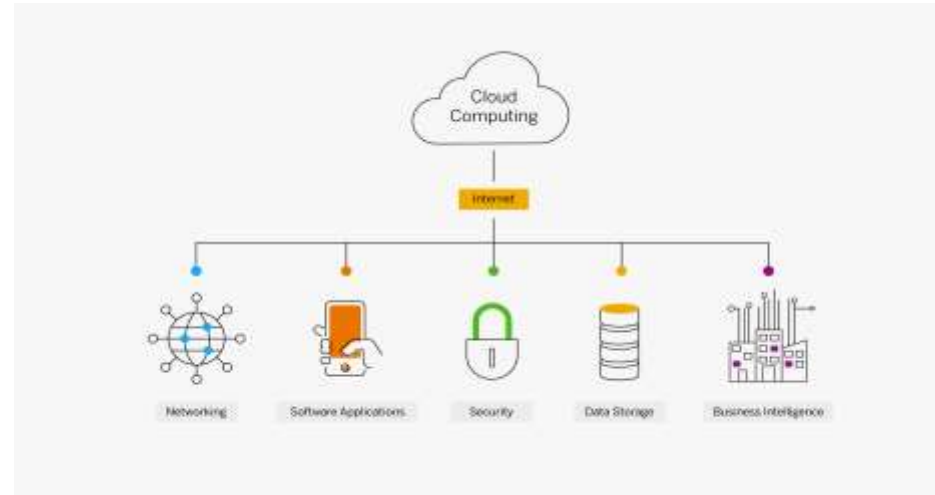 Cloud
Computing
Internet
Networking
Software Applications
Security
Data Storage
Business Intelligence